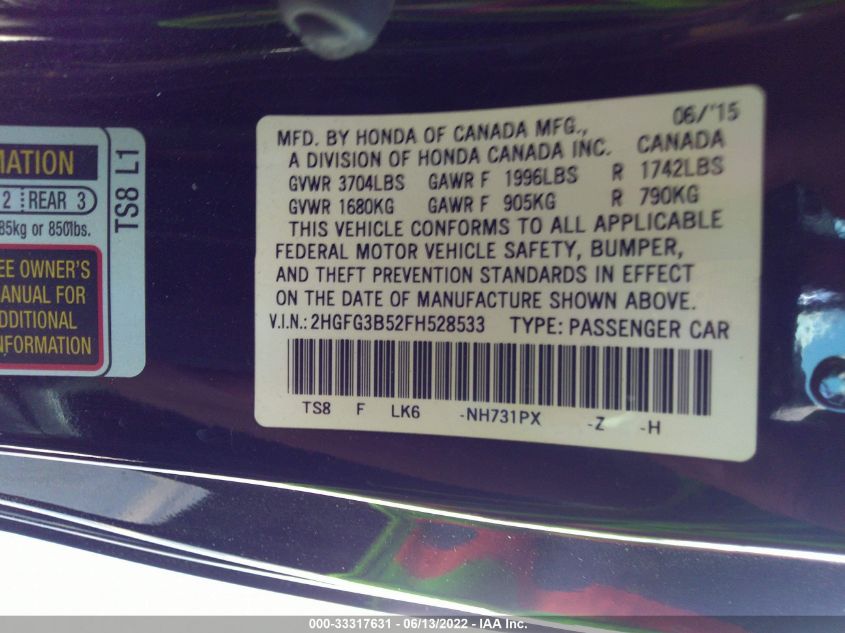 MATION
2 REAR 3
85kg or 850lbs.
EE OWNER'S
ANUAL FOR
DDITIONAL
INFORMATION
TS8 L1
06/'15
MFD. BY HONDA OF CANADA MFG.,
A DIVISION OF HONDA CANADA INC. CANADA
GVWR 3704LBS GAWR F 1996LBS R 1742LBS
GVWR 1680KG GAWR F 905KG R 790KG
THIS VEHICLE CONFORMS TO ALL APPLICABLE
FEDERAL MOTOR VEHICLE SAFETY, BUMPER,
AND THEFT PREVENTION STANDARDS IN EFFECT
ON THE DATE OF MANUFACTURE SHOWN ABOVE.
V.I.N.: 2HGFG3B52FH528533 TYPE: PASSENGER CAR
TS8 F LK6 -NH731PX -Z -H
000-33317631 - 06/13/2022 - IAA Inc.